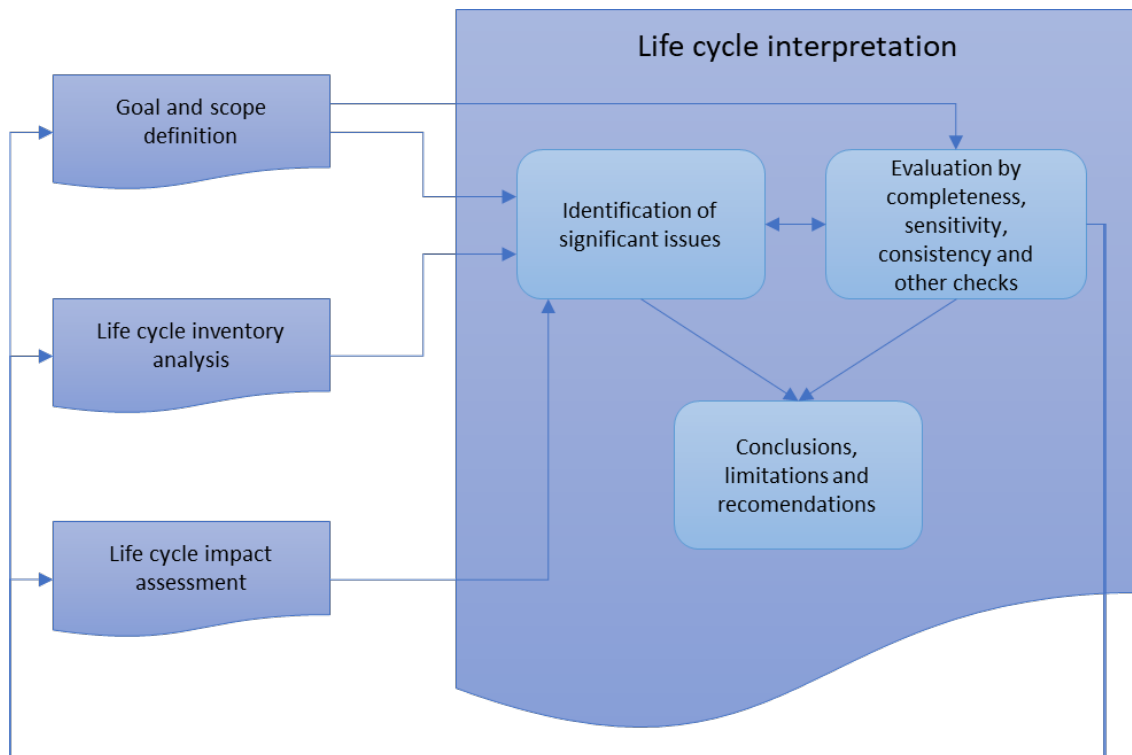 Life cycle interpretation
Goal and scope
definition
Identification of
significant issues
Evaluation by
completeness,
sensitivity,
consistency and
other checks
Life cycle inventory
analysis
Conclusions,
limitations and
recomendations
Life cycle impact
assessment